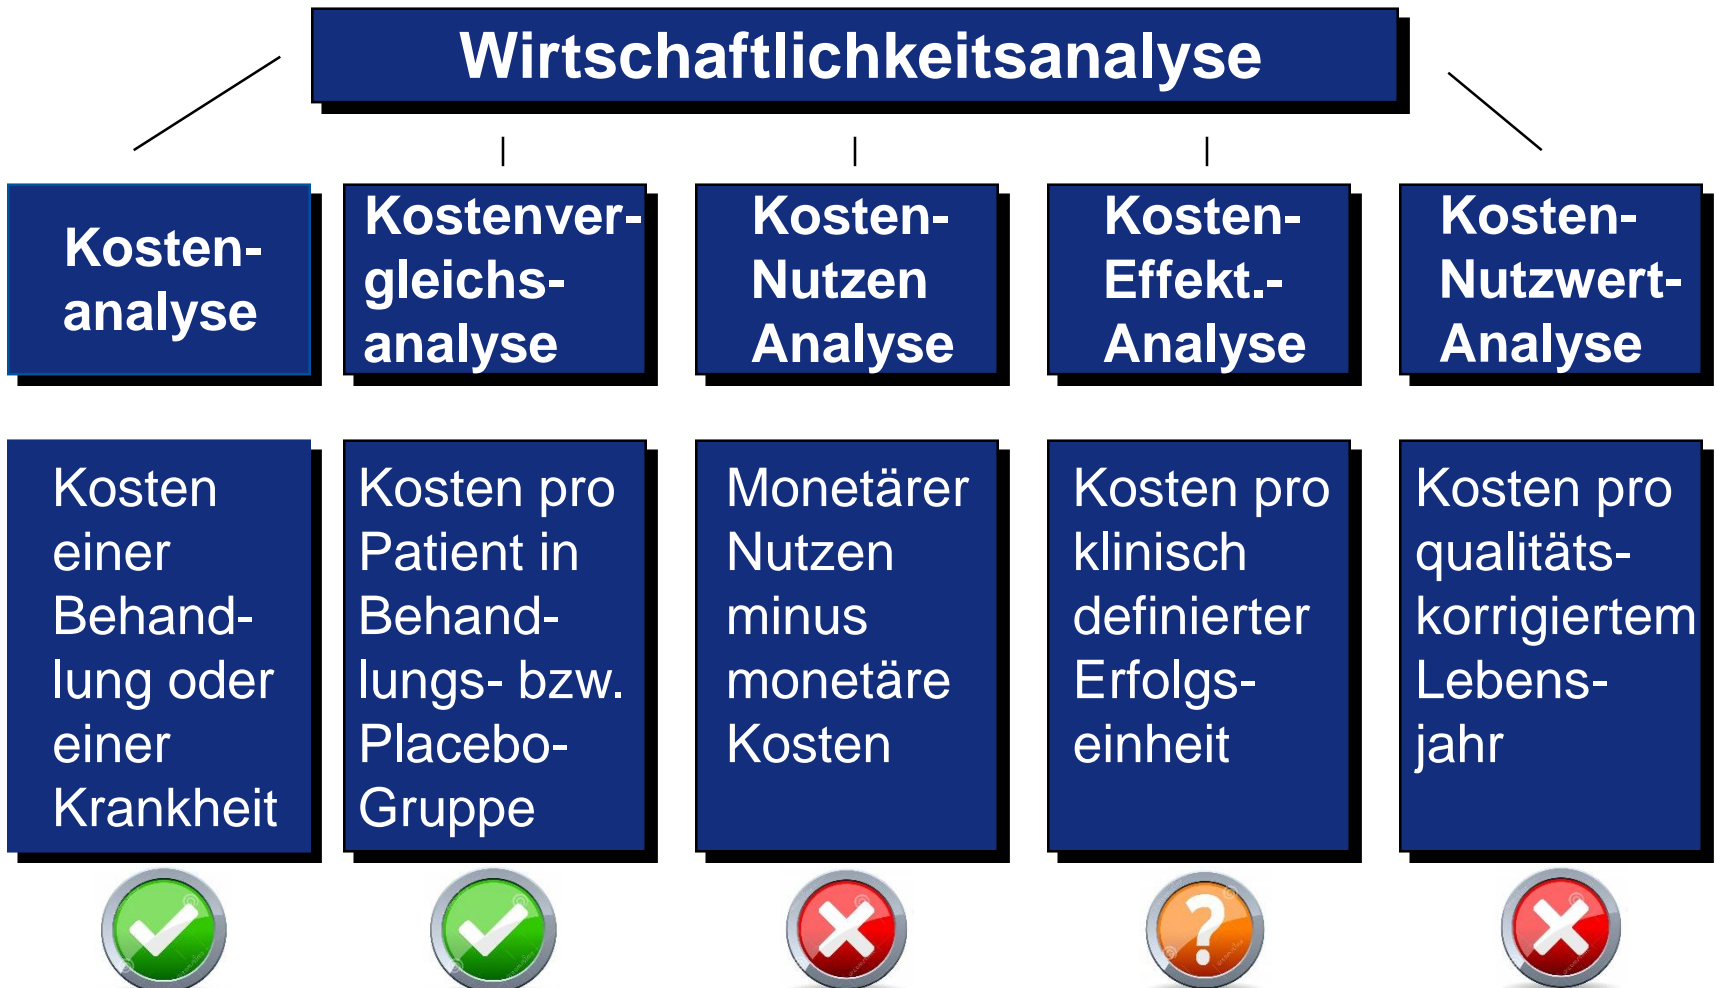 Wirtschaftlichkeitsanalyse
Kosten-
analyse
Kostenver-
gleichs-
analyse
Kosten-
Nutzen
Analyse
Kosten-
Effekt.-
Analyse
Kosten-
Nutzwert-
Analyse
Kosten
einer
Behand-
lung oder
einer
Krankheit
Kosten pro
Patient in
Behand-
lungs- bzw.
Placebo-
Gruppe
Monetärer
Nutzen
minus
monetäre
Kosten
Kosten pro
klinisch
definierter
Erfolgs-
einheit
Kosten pro
qualitäts-
korrigiertem
Lebens-
jahr
?